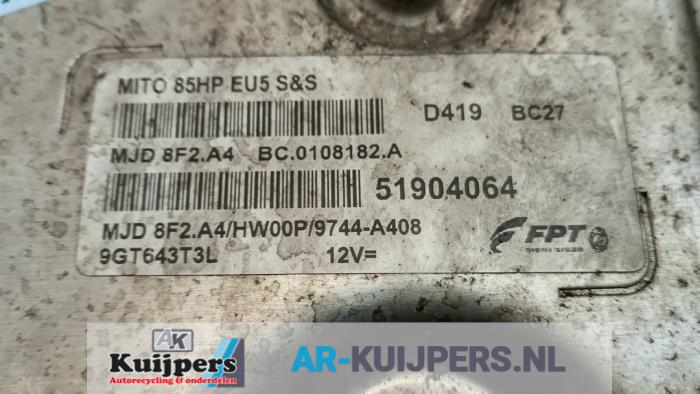 MITO 85HP EU5 S&S
D419 BC27
MJD 8F2.A4 BC.0108182.A
51904064
MJD 8F2.A4/HW00P/9744-A408
9GT643T3L 12V=
FPT
AK
Kuijpers
Autorecycling & onderdelen
AR-KUIJPERS.NL